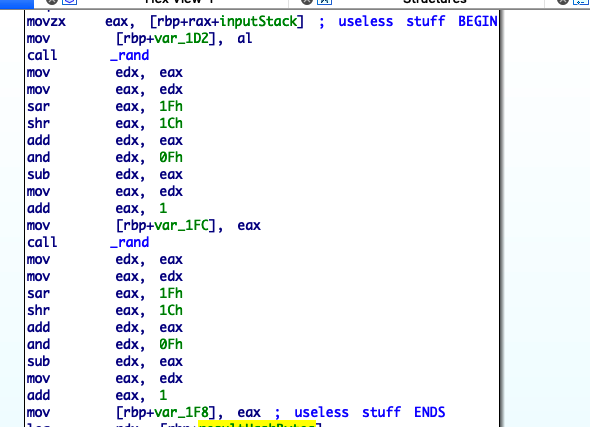 Hex View-1 Structures
movzx eax, [rbp+rax+inputStack] ; useless stuff BEGIN
mov [rbp+var_1D2], al
call _rand
mov edx, eax
mov eax, edx
sar eax, 1Fh
shr eax, 1Ch
add edx, eax
and edx, 0Fh
sub edx, eax
mov eax, edx
add eax, 1
mov [rbp+var_1FC], eax
call _rand
mov edx, eax
mov eax, edx
sar eax, 1Fh
shr eax, 1Ch
add edx, eax
and edx, 0Fh
sub edx, eax
mov eax, edx
add eax, 1
mov [rbp+var_1F8], eax ; useless stuff ENDS